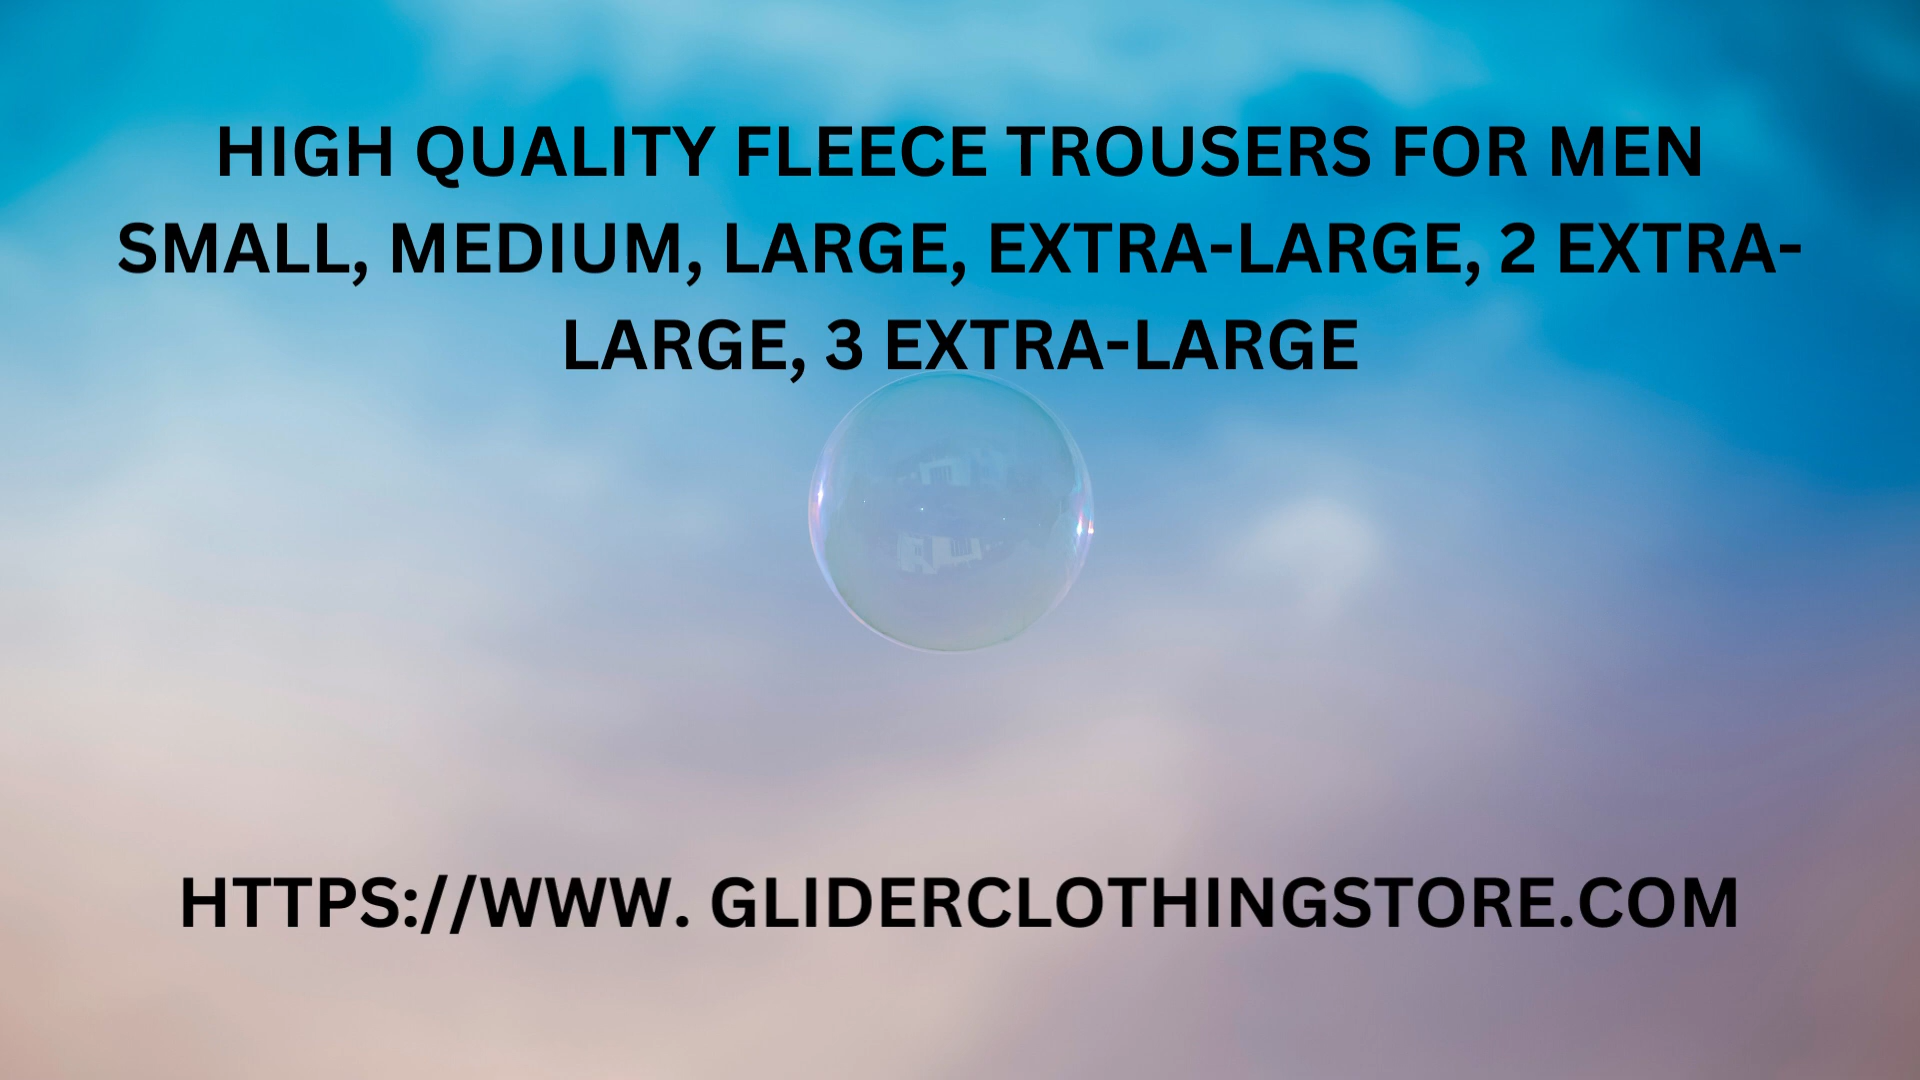 HIGH QUALITY FLEECE TROUSERS FOR MEN
SMALL, MEDIUM, LARGE, EXTRA-LARGE, 2 EXTRA-
LARGE, 3 EXTRA-LARGE
HTTPS://WWW. GLIDERCLOTHINGSTORE.COM